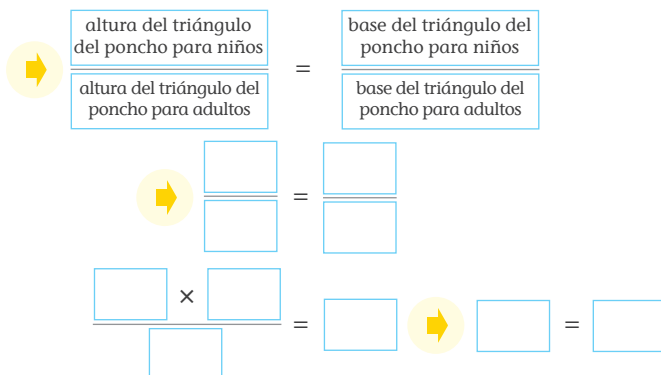 altura del triángulo
del poncho para niños
altura del triángulo del
poncho para adultos
=
base del triángulo del
poncho para niños
base del triángulo del
poncho para adultos
=
×
=
=